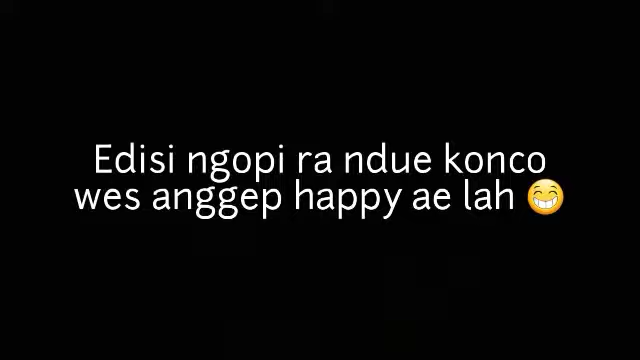 Edisi ngopi ra ndue konco
wes anggep happy ae lah 😁